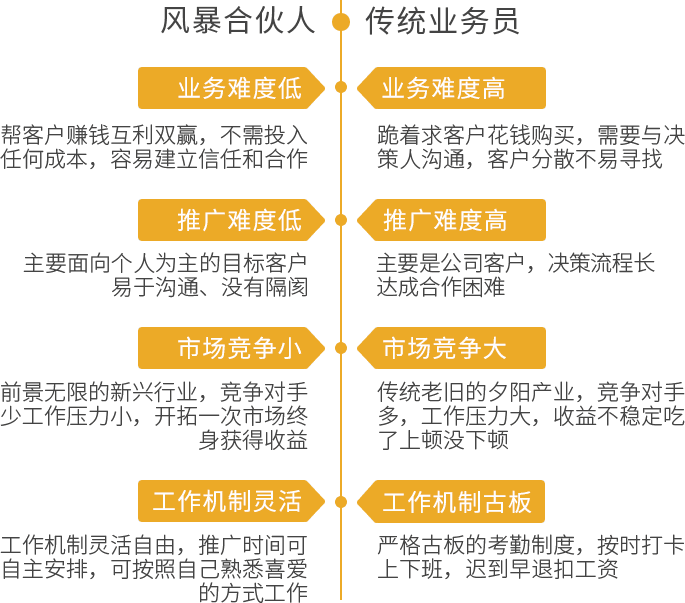 风暴合伙人
传统业务员
业务难度低
业务难度高
帮客户赚钱互利双赢，不需投入
任何成本，容易建立信任和合作
跪着求客户花钱购买，需要与决
策人沟通，客户分散不易寻找
推广难度低
推广难度高
主要面向个人为主的目标客户
易于沟通、没有隔阂
主要是公司客户，决策流程长
达成合作困难
市场竞争小
市场竞争大
前景无限的新兴行业，竞争对手
少工作压力小，开拓一次市场终
身获得收益
传统老旧的夕阳产业，竞争对手
多，工作压力大，收益不稳定吃
了上顿没下顿
工作机制灵活
工作机制古板
工作机制灵活自由，推广时间可
自主安排，可按照自己熟悉喜爱
的方式工作
严格古板的考勤制度，按时打卡
上下班，迟到早退扣工资